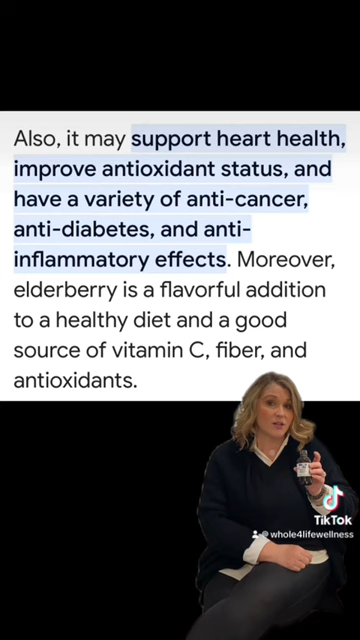 Also, it may support heart health,
improve antioxidant status, and
have a variety of anti-cancer,
anti-diabetes, and anti-
inflammatory effects. Moreover,
elderberry is a flavorful addition
to a healthy diet and a good
source of vitamin C, fiber, and
antioxidants.
TikTok
@whole4lifewellness